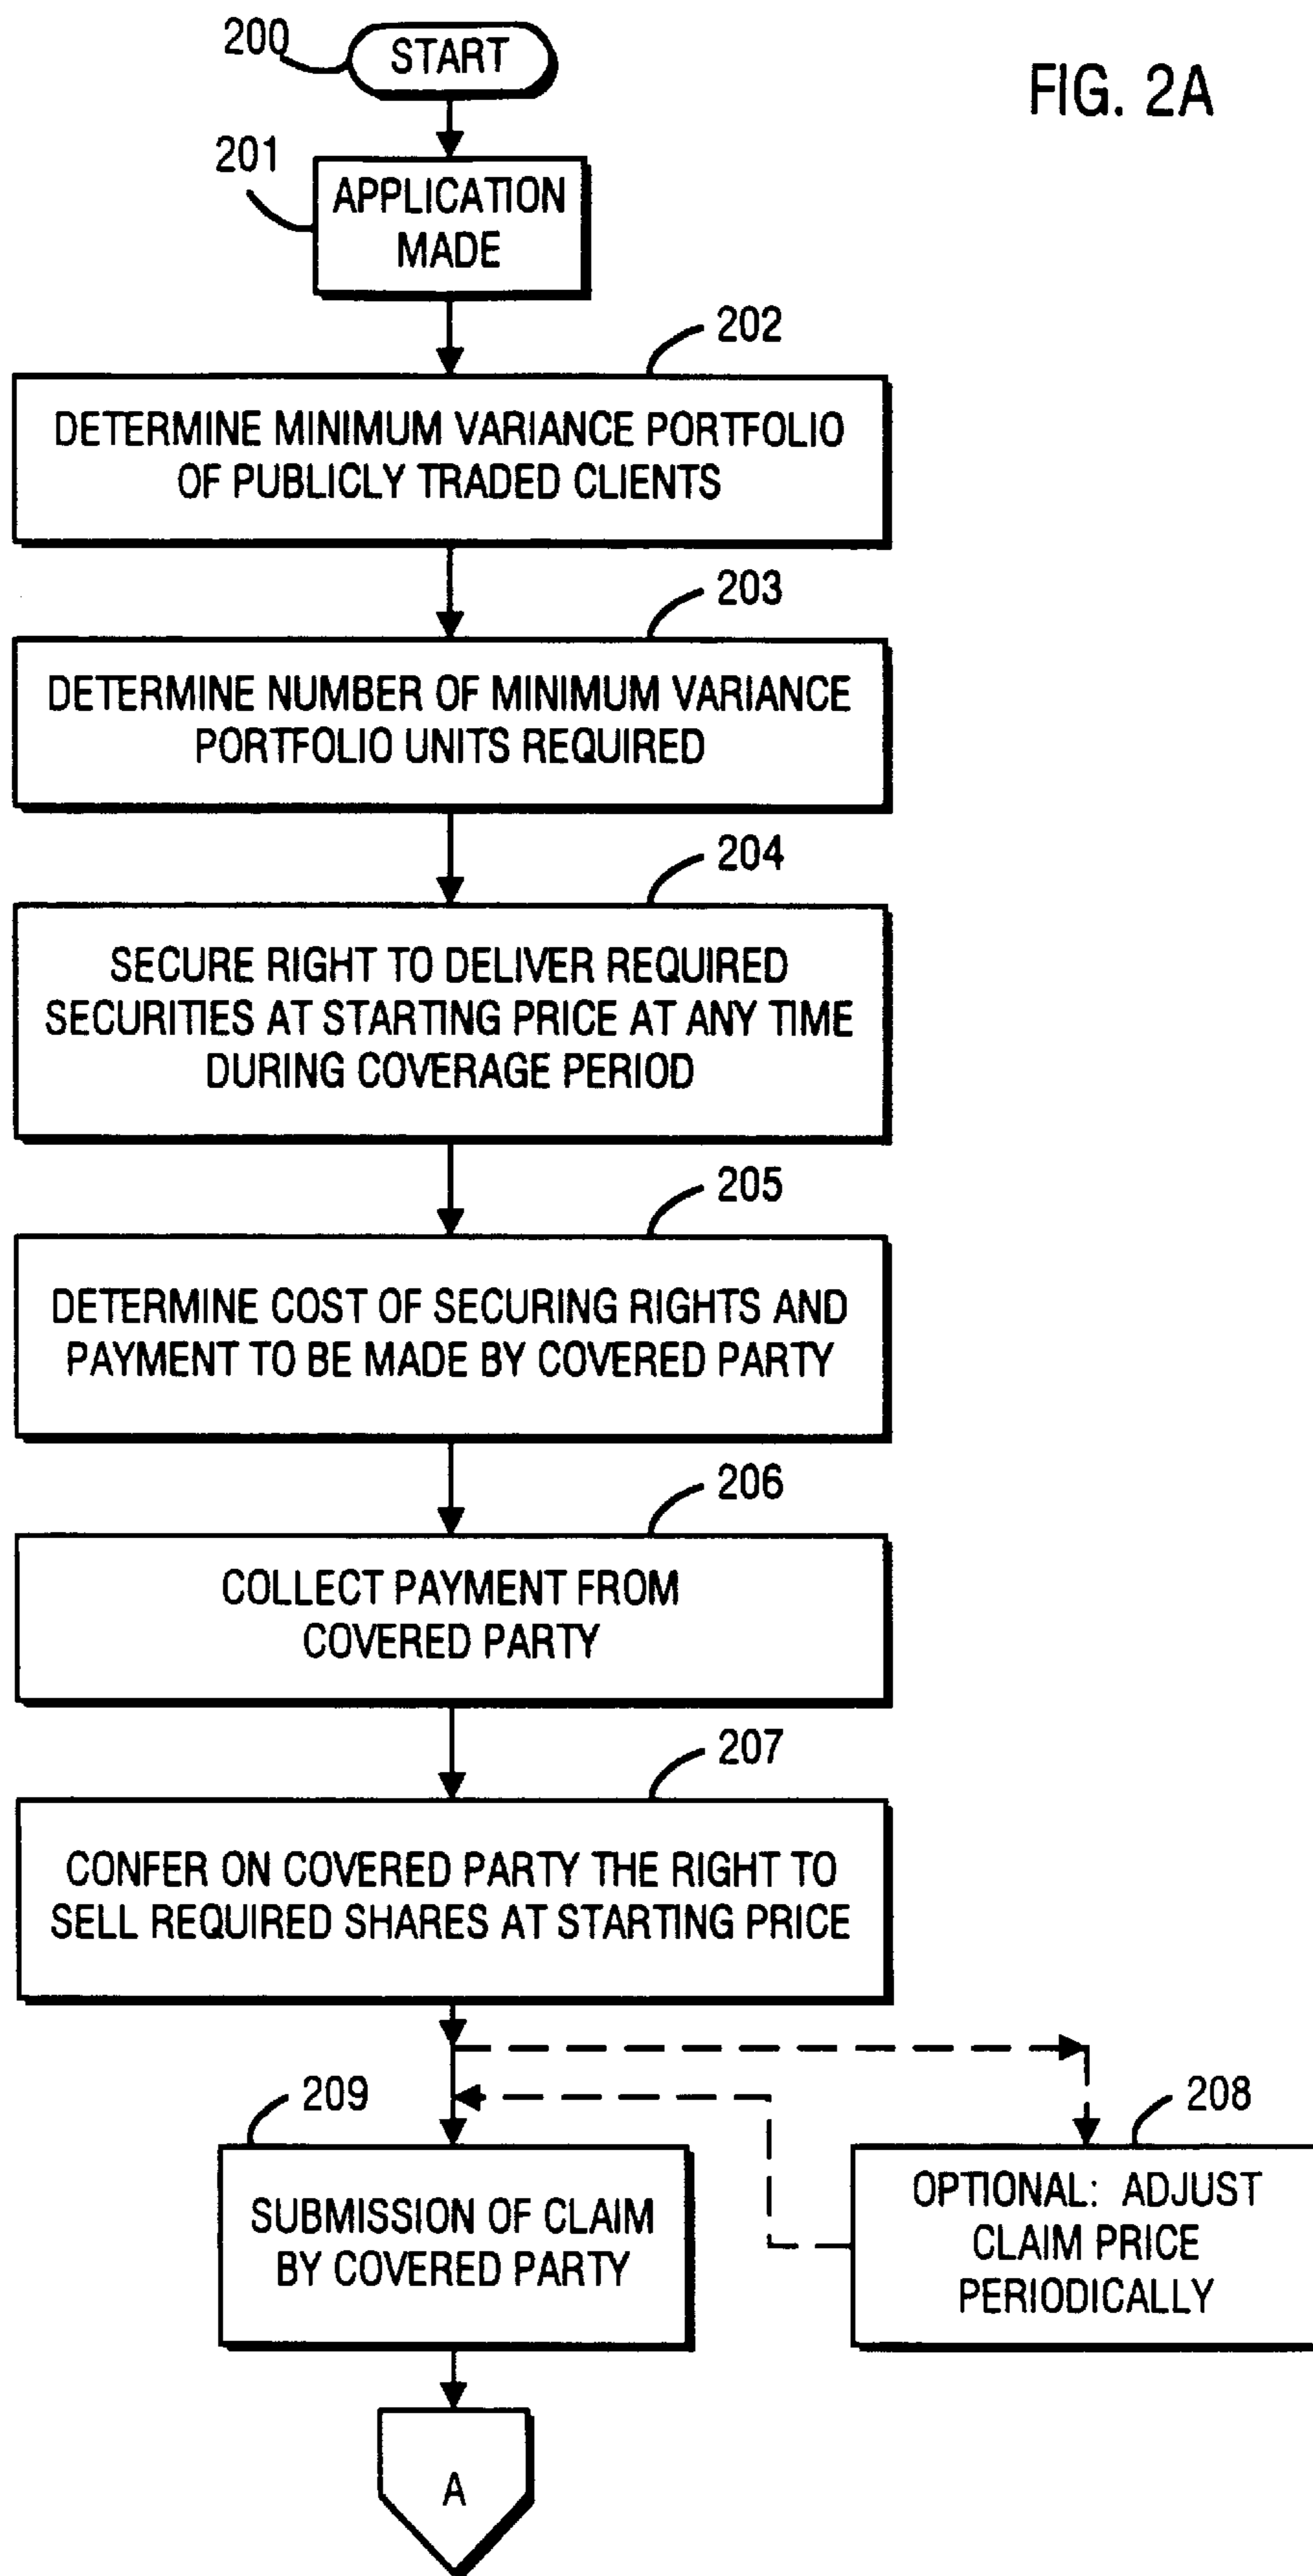 200
START
FIG. 2A
201
APPLICATION
MADE
202
DETERMINE MINIMUM VARIANCE PORTFOLIO
OF PUBLICLY TRADED CLIENTS
203
DETERMINE NUMBER OF MINIMUM VARIANCE
PORTFOLIO UNITS REQUIRED
204
SECURE RIGHT TO DELIVER REQUIRED
SECURITIES AT STARTING PRICE AT ANY TIME
DURING COVERAGE PERIOD
205
DETERMINE COST OF SECURING RIGHTS AND
PAYMENT TO BE MADE BY COVERED PARTY
206
COLLECT PAYMENT FROM
COVERED PARTY
207
CONFER ON COVERED PARTY THE RIGHT TO
SELL REQUIRED SHARES AT STARTING PRICE
209
SUBMISSION OF CLAIM
BY COVERED PARTY
208
OPTIONAL: ADJUST
CLAIM PRICE
PERIODICALLY
A